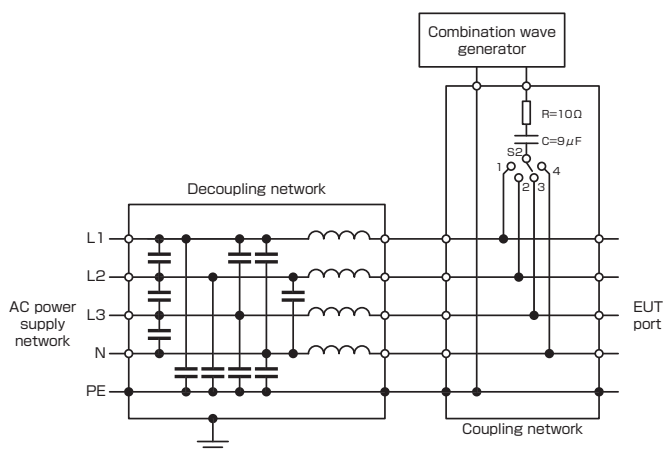 Combination wave
generator
R=10Ω
C=9μF
S2
1
4
2
3
Decoupling network
L1
L2
L3
N
PE
AC power
supply
network
EUT
port
Coupling network